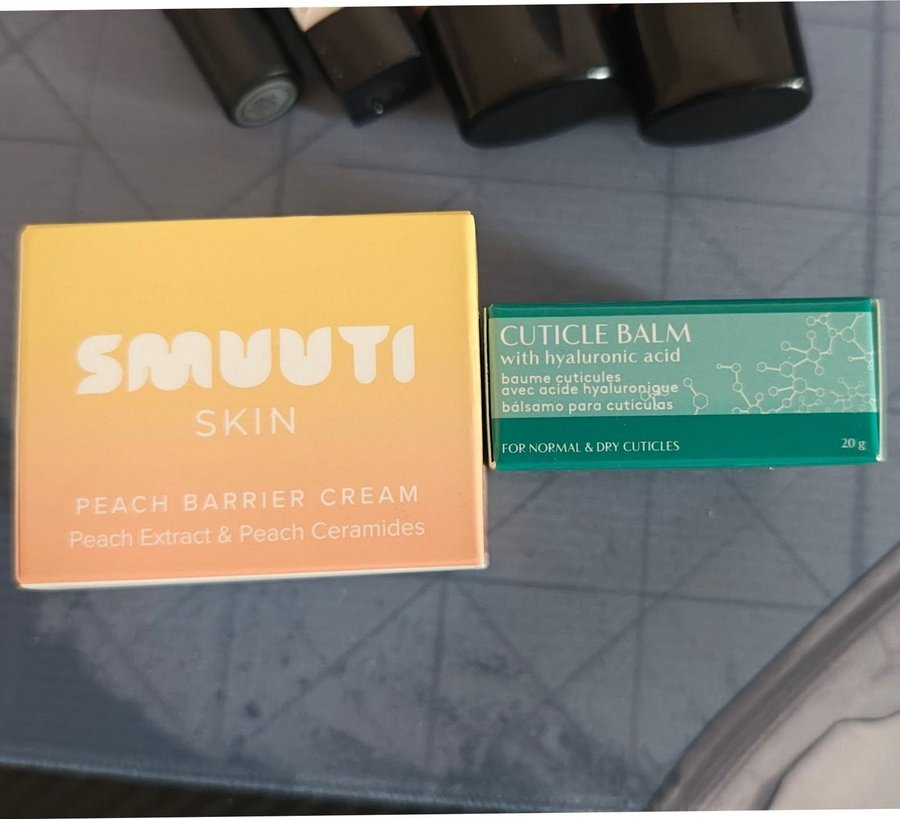 SMUUTI
SKIN
PEACH BARRIER CREAM
Peach Extract & Peach Ceramides
CUTICLE BALM
with hyaluronic acid
baume cuticules
avec acide hyaluronique
bálsamo para cutículas
FOR NORMAL & DRY CUTICLES
20 g